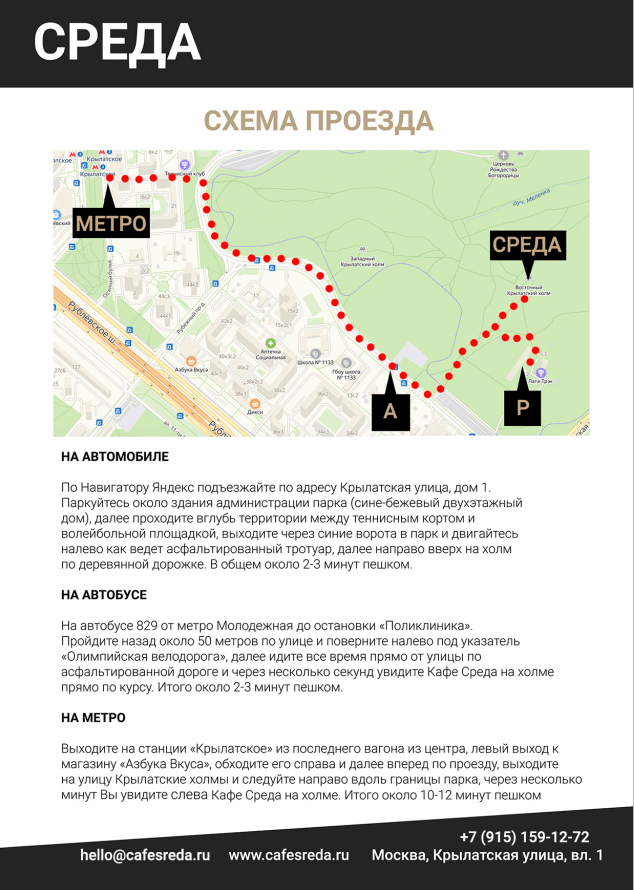 СРЕДА
СХЕМА ПРОЕЗДА
Крылатское
Крылатское
Теннисный клуб
Церковь
Рождества
Богородицы
руч. Меленка
МЕТРО
СРЕДА
Западный
Крылатский холм
Восточный
Крылатский холм
Осенний бульв.
Рублёвское ш.
Рублевский пр-д
Аптека
Социальная
Азбука Вкуса
Школа № 1133
Гбоу школа
№ 1133
Лата-Трэк
Дикси
А
Р
НА АВТОМОБИЛЕ
По Навигатору Яндекс подъезжайте по адресу Крылатская улица, дом 1.
Паркуйтесь около здания администрации парка (сине-бежевый двухэтажный
дом), далее проходите вглубь территории между теннисным кортом и
волейбольной площадкой, выходите через синие ворота в парк и двигайтесь
налево как ведет асфальтированный тротуар, далее направо вверх на холм
по деревянной дорожке. В общем около 2-3 минут пешком.
НА АВТОБУСЕ
На автобусе 829 от метро Молодежная до остановки «Поликлиника».
Пройдите назад около 50 метров по улице и поверните налево под указатель
«Олимпийская велодорога», далее идите все время прямо от улицы по
асфальтированной дороге и через несколько секунд увидите Кафе Среда на холме
прямо по курсу. Итого около 2-3 минут пешком.
НА МЕТРО
Выходите на станции «Крылатское» из последнего вагона из центра, левый выход к
магазину «Азбука Вкуса», обходите его справа и далее вперед по проезду, выходите
на улицу Крылатские холмы и следуйте направо вдоль границы парка, через несколько
минут Вы увидите слева Кафе Среда на холме. Итого около 10-12 минут пешком
+7 (915) 159-12-72
hello@cafesreda.ru www.cafesreda.ru Москва, Крылатская улица, вл. 1